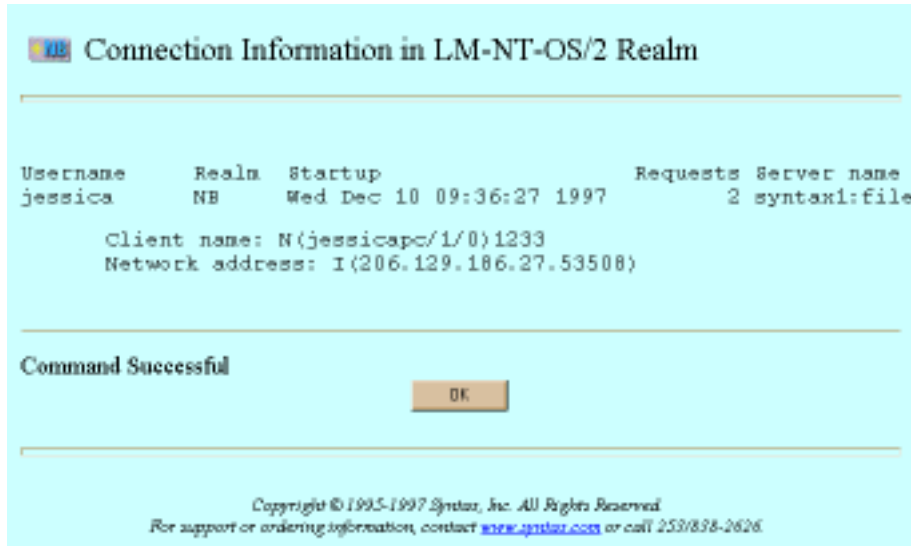 NB
Connection Information in LM-NT-OS/2 Realm
Username Realm Startup Requests Server name
jessica NB Wed Dec 10 09:36:27 1997 2 syntax1:file
Client name: N(jessicapc/1/0)1233
Network address: I(206.129.186.27.53508)
Command Successful
OK
Copyright © 1995-1997 Syntax, Inc. All Rights Reserved.
For support or ordering information, contact www.syntax.com or call 253/838-2626.